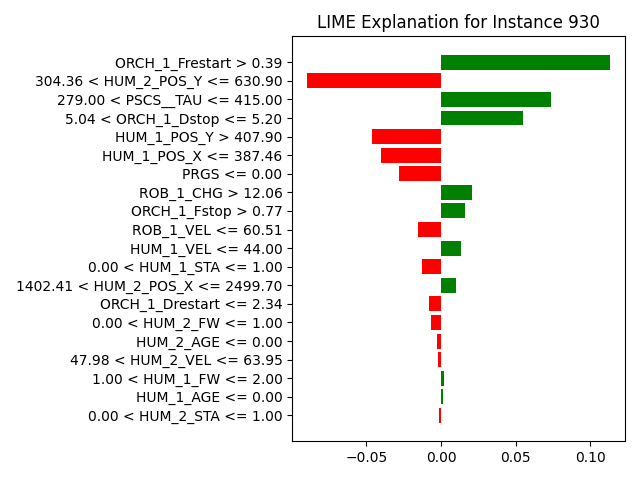 LIME Explanation for Instance 930
ORCH_1_Frestart > 0.39
304.36 < HUM_2_POS_Y <= 630.90
279.00 < PSCS__TAU <= 415.00
5.04 < ORCH_1_Dstop <= 5.20
HUM_1_POS_Y > 407.90
HUM_1_POS_X <= 387.46
PRGS <= 0.00
ROB_1_CHG > 12.06
ORCH_1_Fstop > 0.77
ROB_1_VEL <= 60.51
HUM_1_VEL <= 44.00
0.00 < HUM_1_STA <= 1.00
1402.41 < HUM_2_POS_X <= 2499.70
ORCH_1_Drestart <= 2.34
0.00 < HUM_2_FW <= 1.00
HUM_2_AGE <= 0.00
47.98 < HUM_2_VEL <= 63.95
1.00 < HUM_1_FW <= 2.00
HUM_1_AGE <= 0.00
0.00 < HUM_2_STA <= 1.00
−0.05 0.00 0.05 0.10